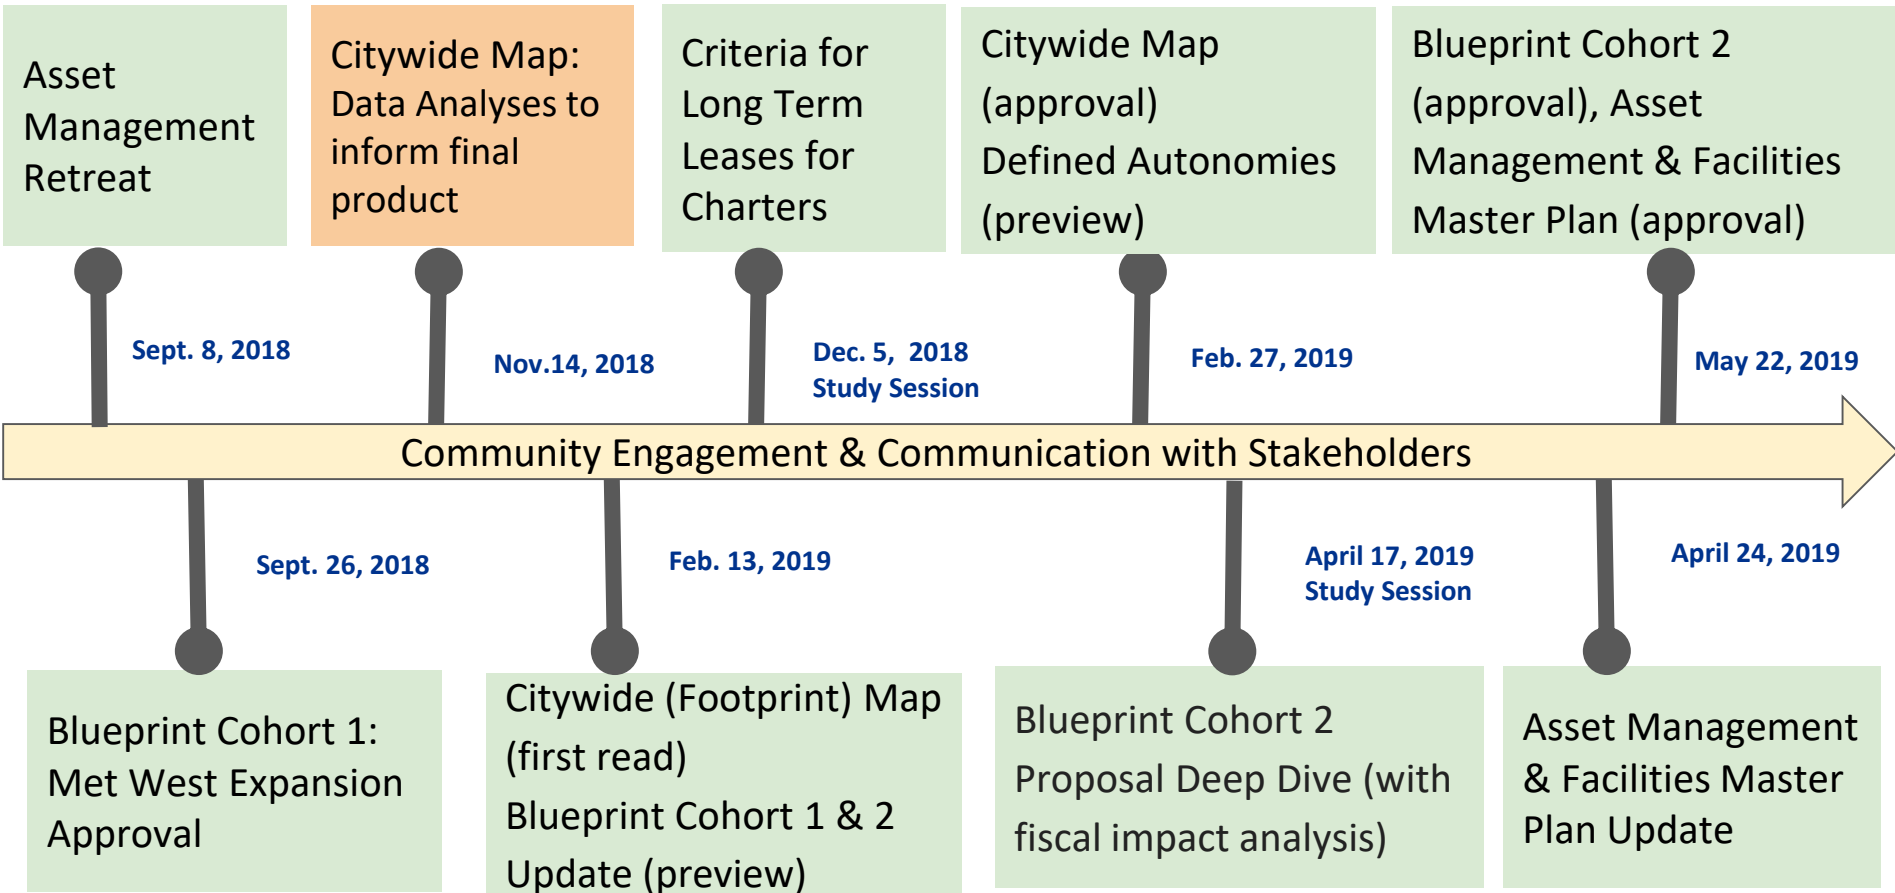 Asset
Management
Retreat
Citywide Map:
Data Analyses to
inform final
product
Criteria for
Long Term
Leases for
Charters
Citywide Map
(approval)
Defined Autonomies
(preview)
Blueprint Cohort 2
(approval), Asset
Management & Facilities
Master Plan (approval)
Sept. 8, 2018
Nov.14, 2018
Dec. 5,  2018
Study Session
Feb. 27, 2019
May 22, 2019
Community Engagement & Communication with Stakeholders
Sept. 26, 2018
Feb. 13, 2019
April 17, 2019
Study Session
April 24, 2019
Blueprint Cohort 1:
Met West Expansion
Approval
Citywide (Footprint) Map
(first read)
Blueprint Cohort 1 & 2
Update (preview)
Blueprint Cohort 2
Proposal Deep Dive (with
fiscal impact analysis)
Asset Management
& Facilities Master
Plan Update